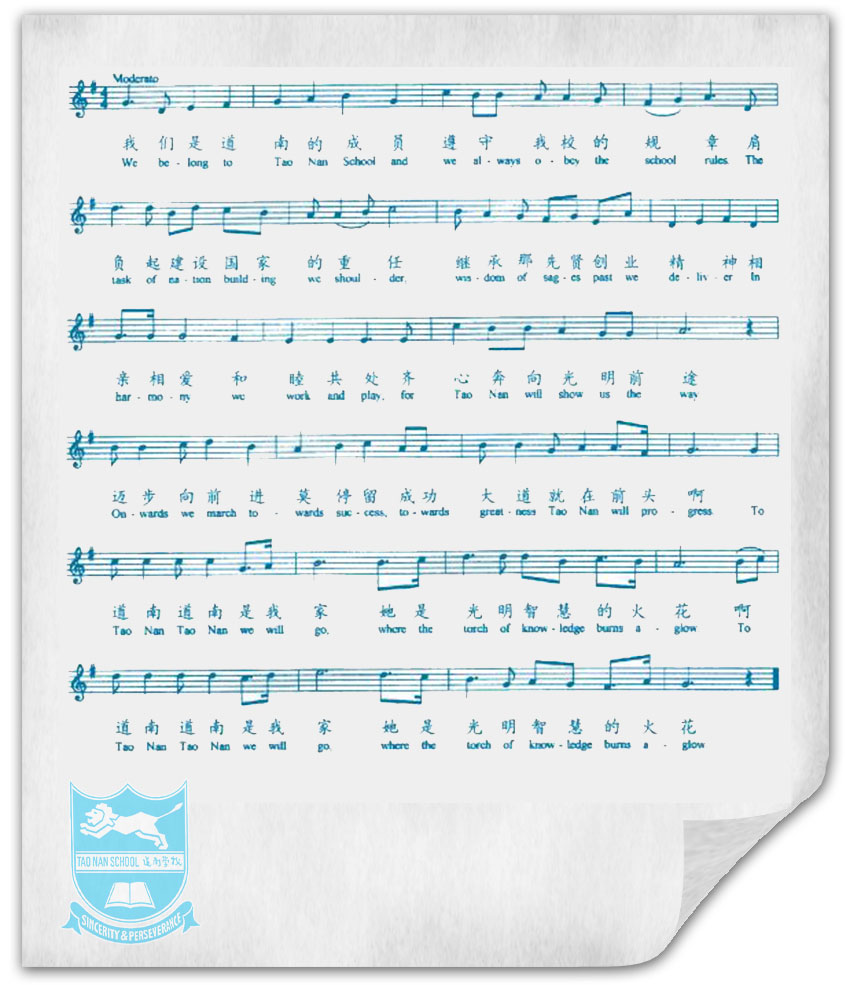 Moderato
我们是道南的成员遵守我校的规章肩
We be - long to Tao Nan School and we al - ways o - bey the school rules. The
负起建设国家的重任继承那先贤创业精神相
task of na - tion build - ing we shoul - der, wis - dom of sag - es past we de - liv - er In
亲相爱和睦共处齐心奔向光明前途
har - mo - ny we work and play, for Tao Nan will show us the way
迈步向前进莫停留成功大道就在前头啊
On - wards we march to - wards suc - cess, to - wards great - ness Tao Nan will pro - gress. To
道南道南是我家她是光明智慧的火花啊
Tao Nan Tao Nan we will go, where the torch of know - ledge burns a - glow To
道南道南是我家她是光明智慧的火花
Tao Nan Tao Nan we will go, where the torch of know - ledge burns a - glow
TAO NAN SCHOOL 道南学校
SINCERITY & PERSEVERANCE